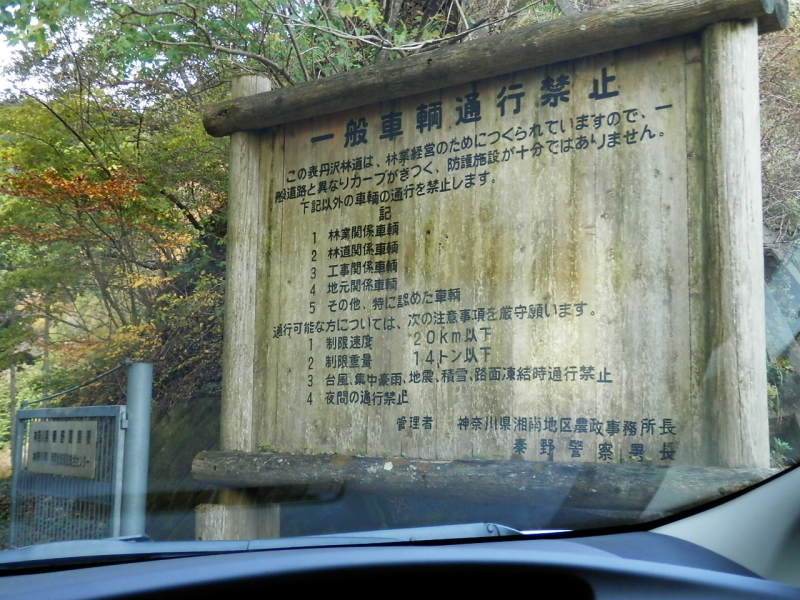 一般車輌通行禁止
この表丹沢林道は、林業経営のためにつくられていますので、一
般道路と異なりカーブがきつく、防護施設が十分ではありません。
下記以外の車輌の通行を禁止します。
記
1 林業関係車輌
2 林道関係車輌
3 工事関係車輌
4 地元関係車輌
5 その他、特に認めた車輌
通行可能な方については、次の注意事項を厳守願います。
1 制限速度 20km以下
2 制限重量 14トン以下
3 台風、集中豪雨、地震、積雪、路面凍結時通行禁止
4 夜間の通行禁止
管理者 神奈川県湘南地区農政事務所長
秦野警察署長